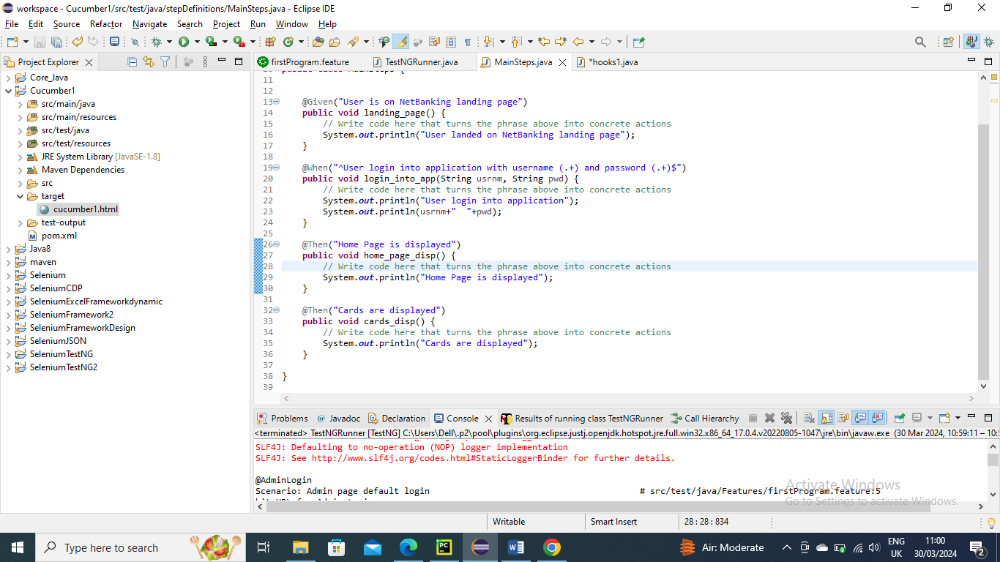 workspace - Cucumber1/src/test/java/stepDefinitions/MainSteps.java - Eclipse IDE
File Edit Source Refactor Navigate Search Project Run Window Help
Project Explorer
firstProgram.feature TestNGRunner.java MainSteps.java *hooks1.java
Core_Java
Cucumber1
src/main/java
src/main/resources
src/test/java
src/test/resources
JRE System Library [JavaSE-1.8]
Maven Dependencies
src
target
cucumber1.html
test-output
pom.xml
Java8
maven
Selenium
SeleniumCDP
SeleniumExcelFrameworkdynamic
SeleniumFramework2
SeleniumFrameworkDesign
SeleniumJSON
SeleniumTestNG
SeleniumTestNG2
11
12
13 @Given("User is on NetBanking landing page")
14 public void landing_page() {
15 // Write code here that turns the phrase above into concrete actions
16 System.out.println("User landed on NetBanking landing page");
17 }
18
19 @When("^User login into application with username (.+) and password (.+)$")
20 public void login_into_app(String usrnm, String pwd) {
21 // Write code here that turns the phrase above into concrete actions
22 System.out.println("User login into application");
23 System.out.println(usrnm+" "+pwd);
24 }
25
26 @Then("Home Page is displayed")
27 public void home_page_disp() {
28 // Write code here that turns the phrase above into concrete actions
29 System.out.println("Home Page is displayed");
30 }
31
32 @Then("Cards are displayed")
33 public void cards_disp() {
34 // Write code here that turns the phrase above into concrete actions
35 System.out.println("Cards are displayed");
36 }
37
38 }
39
Problems @ Javadoc Declaration Console Results of running class TestNGRunner Call Hierarchy
<terminated> TestNGRunner [TestNG] C:\Users\Dell\.p2\pool\plugins\org.eclipse.justj.openjdk.hotspot.jre.full.win32.x86_64_17.0.4.v20220805-1047\jre\bin\javaw.exe (30 Mar 2024, 10:59:11 – 10:5
SLF4J: Defaulting to no-operation (NOP) logger implementation
SLF4J: See http://www.slf4j.org/codes.html#StaticLoggerBinder for further details.
@AdminLogin
Scenario: Admin page default login # src/test/java/Features/firstProgram.feature:5
Activate Windows
Go to Settings to activate Windows.
Writable Smart Insert 28 : 28 : 834
Type here to search
Air: Moderate
ENG
UK
11:00
30/03/2024
2